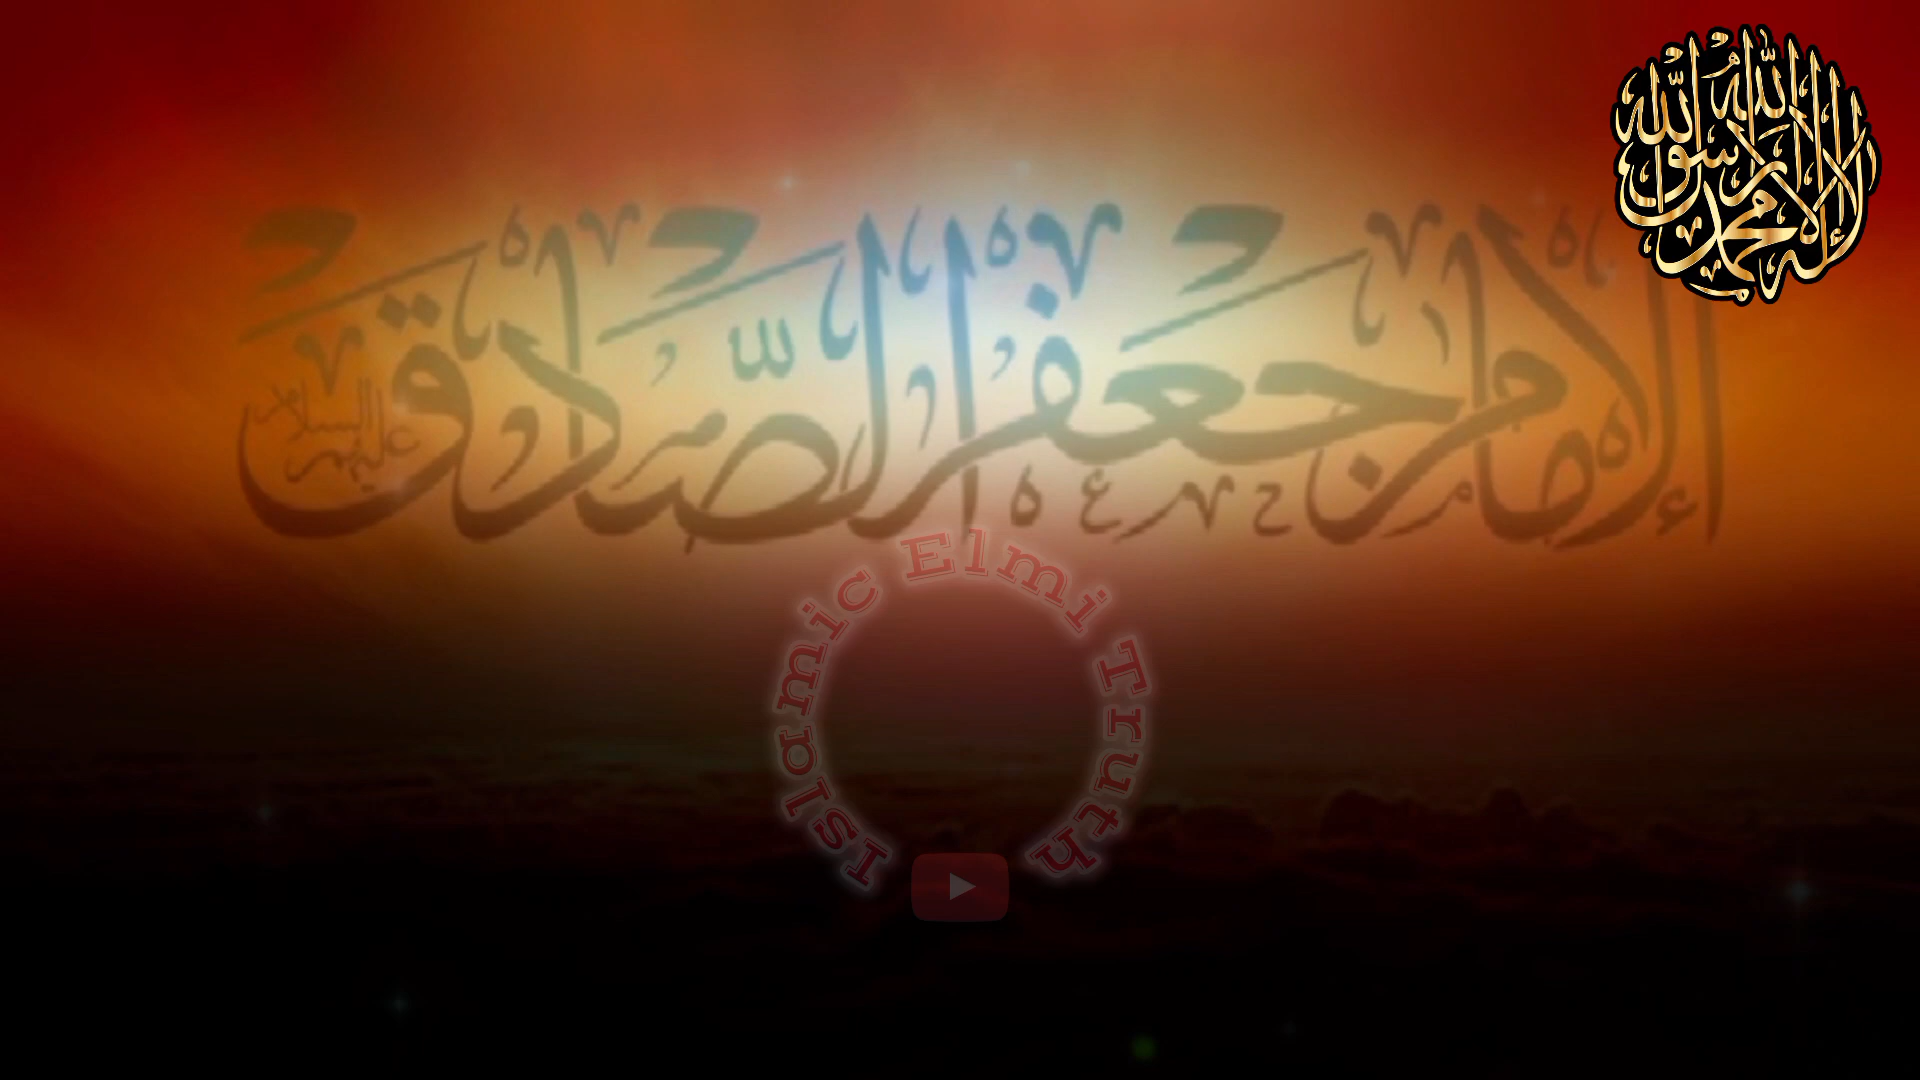 لا إله إلا الله محمد رسول الله
الإمام جعفر الصادق
عليه السلام
Islamic Elmi Truth